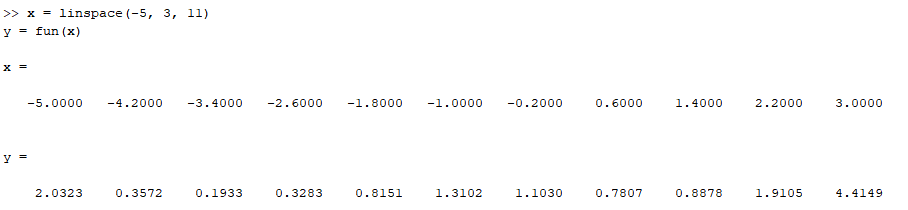 >> x = linspace(-5, 3, 11)
y = fun(x)
x =
-5.0000 -4.2000 -3.4000 -2.6000 -1.8000 -1.0000 -0.2000 0.6000 1.4000 2.2000 3.0000
y =
2.0323 0.3572 0.1933 0.3283 0.8151 1.3102 1.1030 0.7807 0.8878 1.9105 4.4149